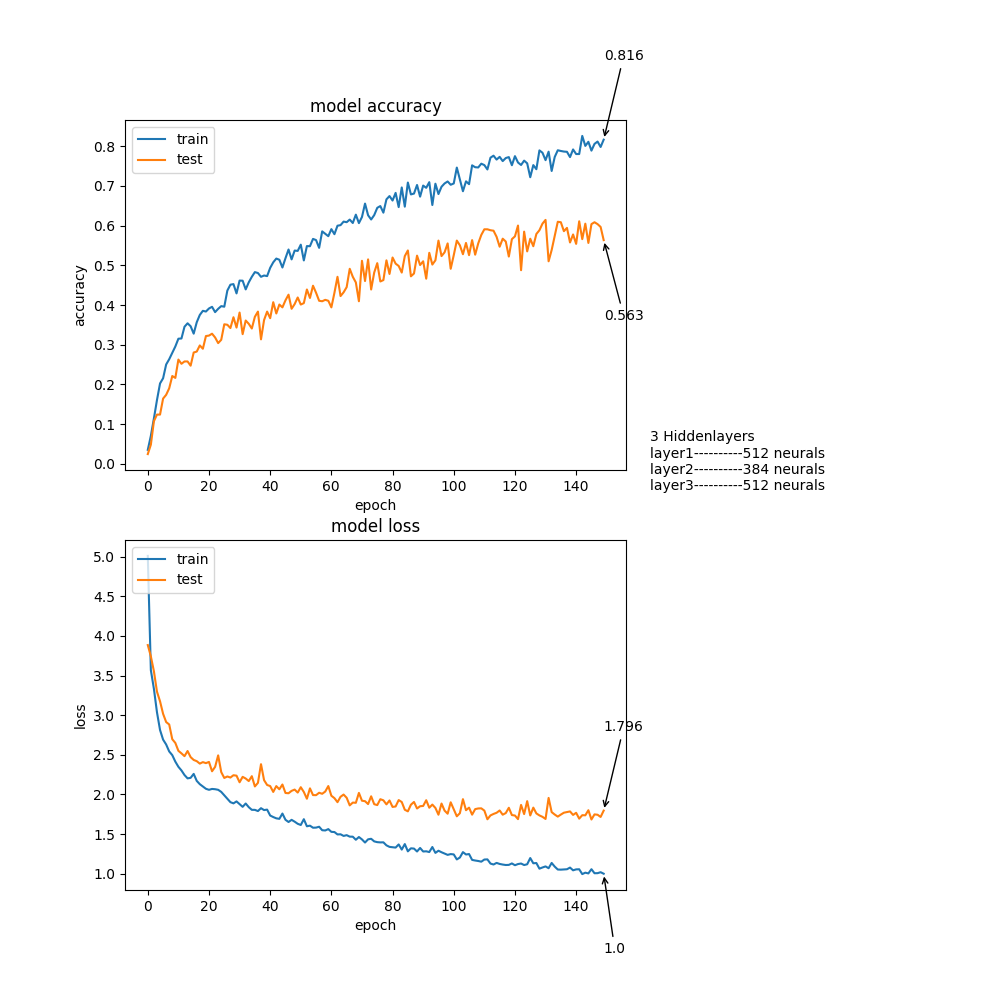 0.816
model accuracy
train
test
0.8
0.7
0.6
0.5
0.4
0.3
0.2
0.1
0.0
accuracy
0.563
0 20 40 60 80 100 120 140
epoch
3 Hiddenlayers
layer1----------512 neurals
layer2----------384 neurals
layer3----------512 neurals
model loss
train
test
5.0
4.5
4.0
3.5
3.0
2.5
2.0
1.5
1.0
loss
1.796
0 20 40 60 80 100 120 140
epoch
1.0